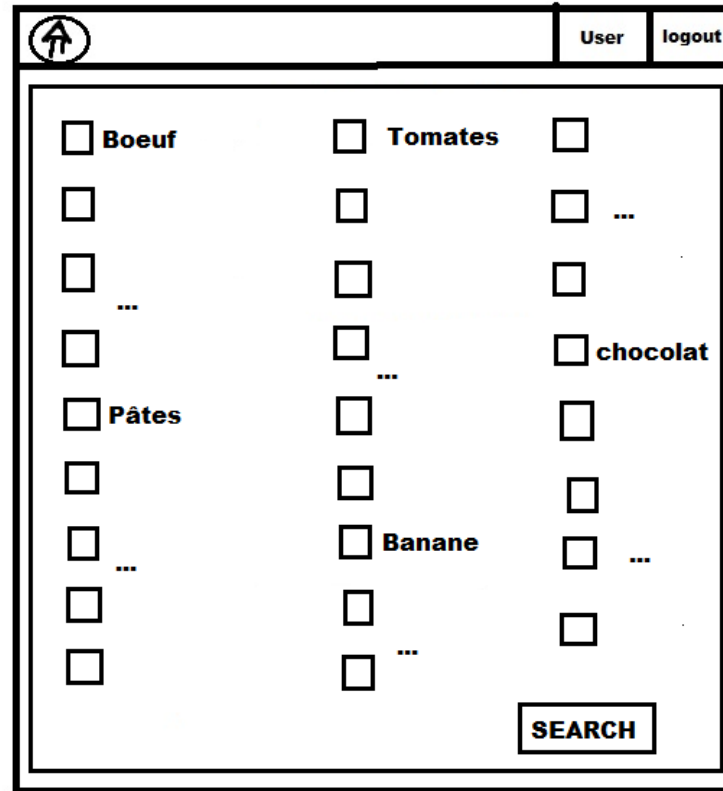 User logout
Boeuf Tomates
...
...
chocolat
...
Pâtes
Banane
...
...
...
SEARCH